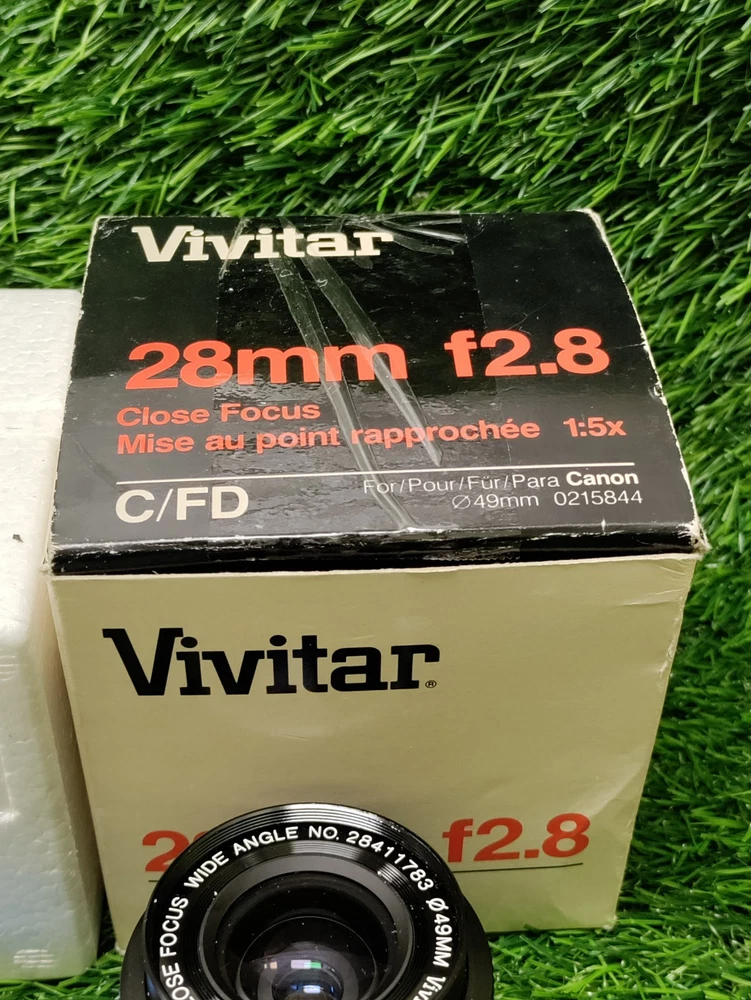 Vivitar
28mm f2.8
Close Focus
Mise au point rapprochée 1:5x
C/FD
For/Pour/Für/Para Canon
Ø49mm 0215844
Vivitar®
f2.8
FOCUS WIDE ANGLE NO. 28411783 Ø49MM